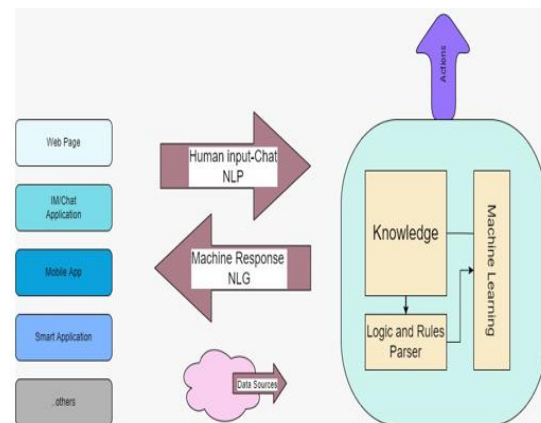 Actions
Web Page
IM/Chat
Application
Mobile App
Smart Application
..others
Human input-Chat
NLP
Machine Response
NLG
Data Sources
Knowledge
Logic and Rules
Parser
Machine Learning